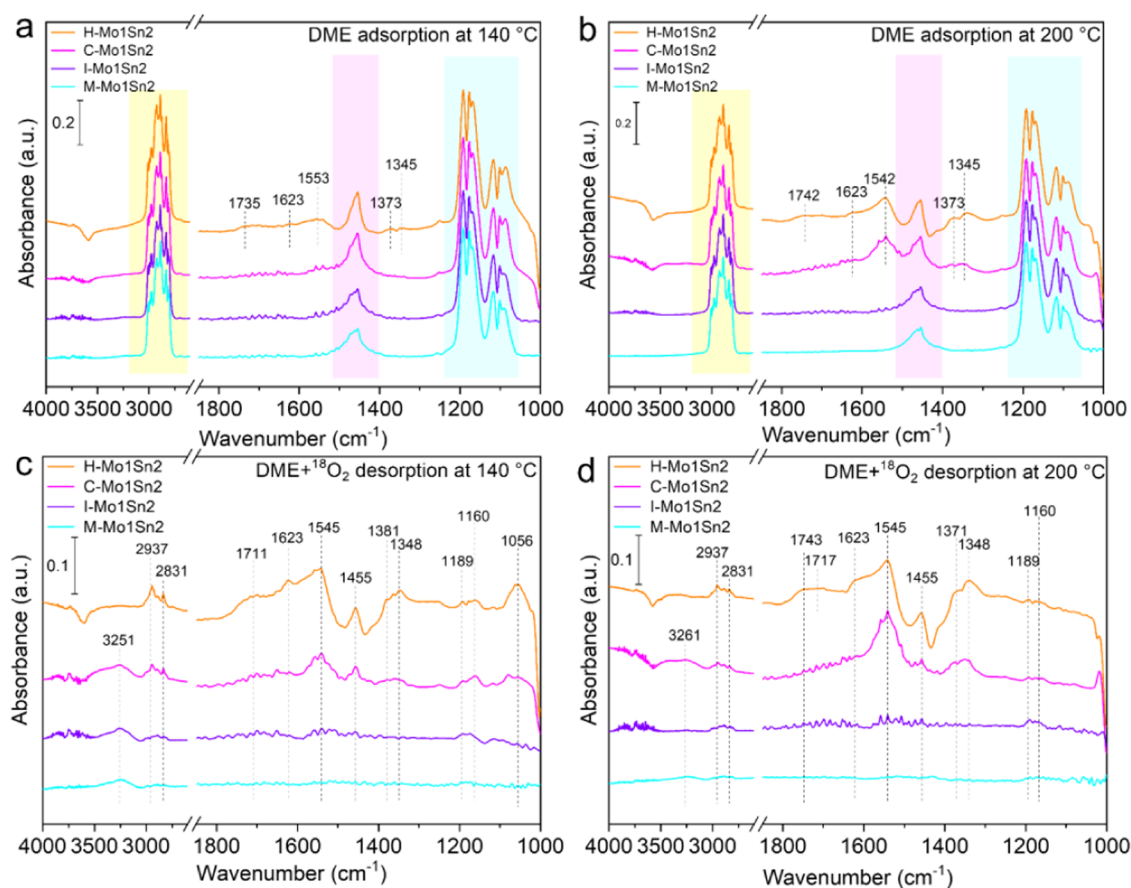 a
DME adsorption at 140 °C
H-Mo1Sn2
C-Mo1Sn2
I-Mo1Sn2
M-Mo1Sn2
0.2
1735
1623
1553
1373
1345
Absorbance (a.u.)
4000 3500 3000 1800 1600 1400 1200 1000
Wavenumber (cm⁻¹)
b
DME adsorption at 200 °C
H-Mo1Sn2
C-Mo1Sn2
I-Mo1Sn2
M-Mo1Sn2
0.2
1742
1623
1542
1373
1345
Absorbance (a.u.)
4000 3500 3000 1800 1600 1400 1200 1000
Wavenumber (cm⁻¹)
c
DME+¹⁸O₂ desorption at 140 °C
H-Mo1Sn2
C-Mo1Sn2
I-Mo1Sn2
M-Mo1Sn2
0.1
3251
2937
2831
1711
1623
1545
1455
1381
1348
1189
1160
1056
Absorbance (a.u.)
4000 3500 3000 1800 1600 1400 1200 1000
Wavenumber (cm⁻¹)
d
DME+¹⁸O₂ desorption at 200 °C
H-Mo1Sn2
C-Mo1Sn2
I-Mo1Sn2
M-Mo1Sn2
0.1
3261
2937
2831
1743
1717
1623
1545
1455
1371
1348
1189
1160
Absorbance (a.u.)
4000 3500 3000 1800 1600 1400 1200 1000
Wavenumber (cm⁻¹)